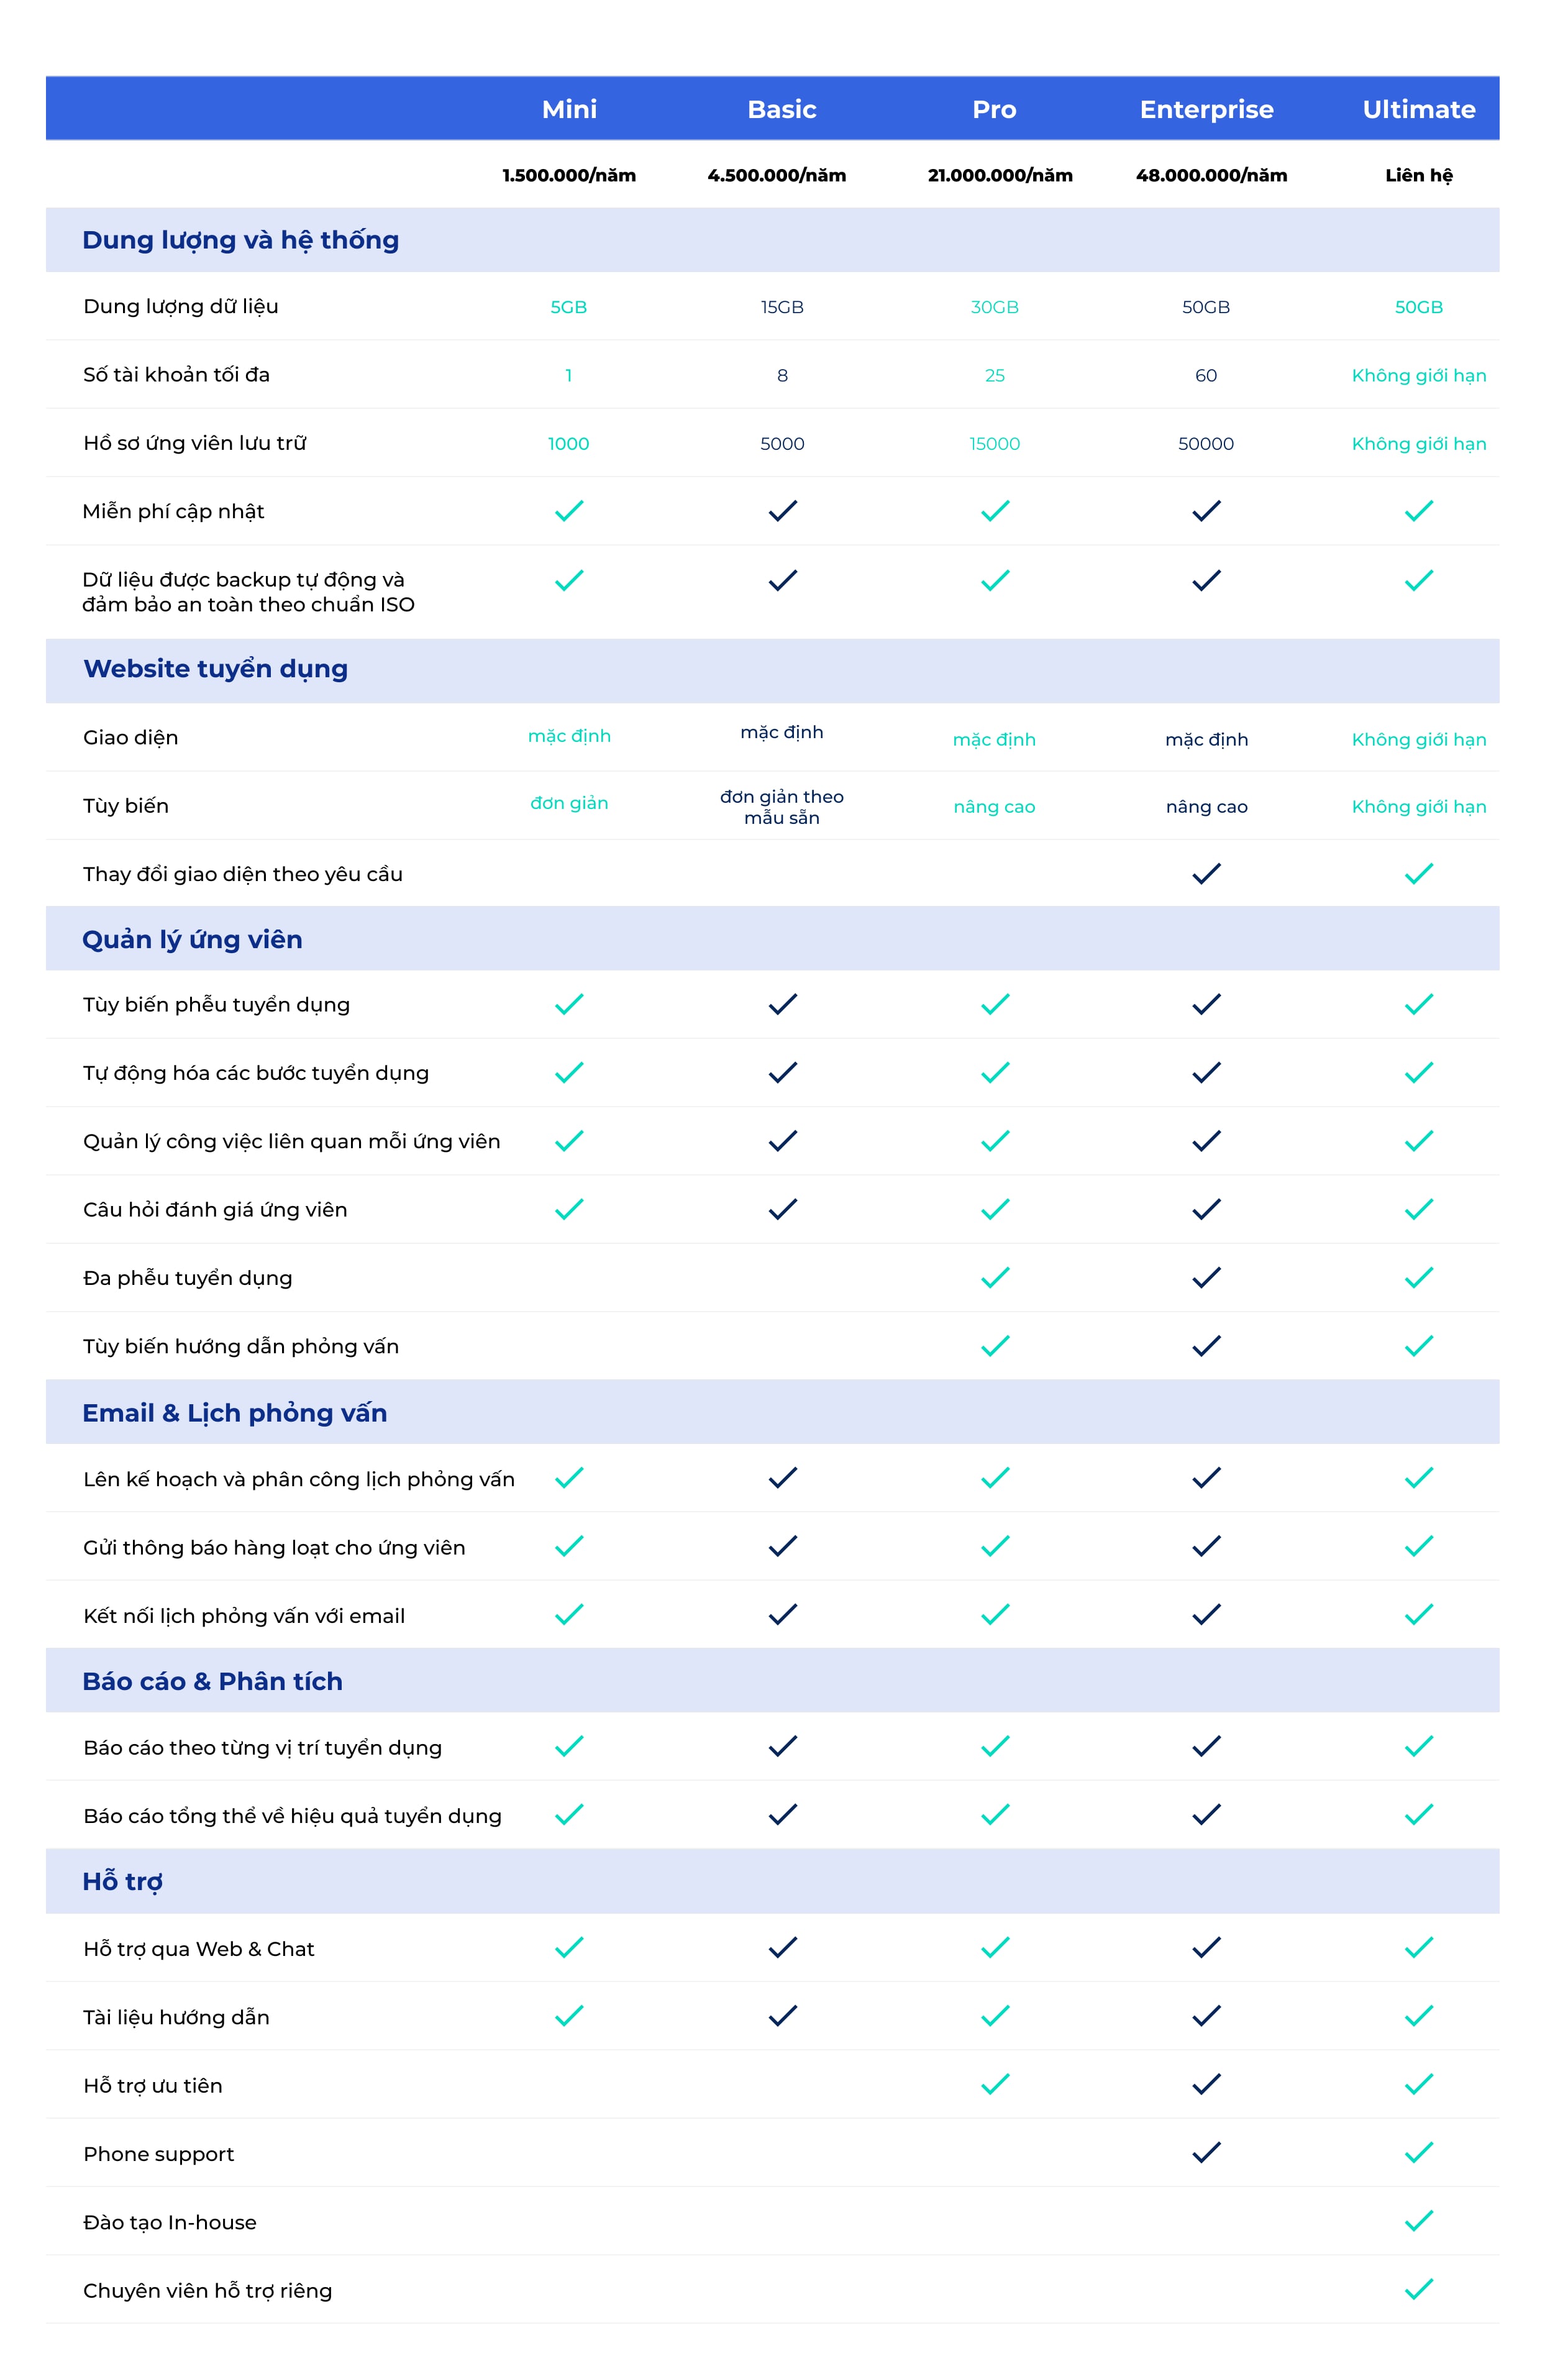 Mini Basic Pro Enterprise Ultimate
1.500.000/năm 4.500.000/năm 21.000.000/năm 48.000.000/năm Liên hệ
Dung lượng và hệ thống
Dung lượng dữ liệu 5GB 15GB 30GB 50GB 50GB
Số tài khoản tối đa 1 8 25 60 Không giới hạn
Hồ sơ ứng viên lưu trữ 1000 5000 15000 50000 Không giới hạn
Miễn phí cập nhật
Dữ liệu được backup tự động và
đảm bảo an toàn theo chuẩn ISO
Website tuyển dụng
Giao diện mặc định mặc định mặc định mặc định Không giới hạn
Tùy biến đơn giản đơn giản theo nâng cao nâng cao Không giới hạn
mẫu sẵn
Thay đổi giao diện theo yêu cầu
Quản lý ứng viên
Tùy biến phễu tuyển dụng
Tự động hóa các bước tuyển dụng
Quản lý công việc liên quan mỗi ứng viên
Câu hỏi đánh giá ứng viên
Đa phễu tuyển dụng
Tùy biến hướng dẫn phỏng vấn
Email & Lịch phỏng vấn
Lên kế hoạch và phân công lịch phỏng vấn
Gửi thông báo hàng loạt cho ứng viên
Kết nối lịch phỏng vấn với email
Báo cáo & Phân tích
Báo cáo theo từng vị trí tuyển dụng
Báo cáo tổng thể về hiệu quả tuyển dụng
Hỗ trợ
Hỗ trợ qua Web & Chat
Tài liệu hướng dẫn
Hỗ trợ ưu tiên
Phone support
Đào tạo In-house
Chuyên viên hỗ trợ riêng